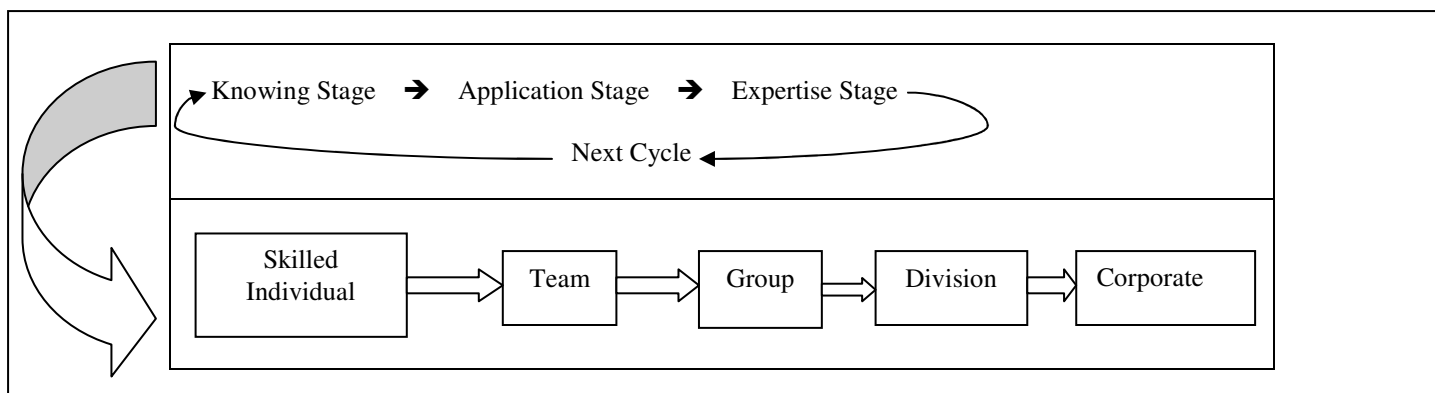 Knowing Stage ➔ Application Stage ➔ Expertise Stage
Next Cycle
Skilled
Individual
Team
Group
Division
Corporate